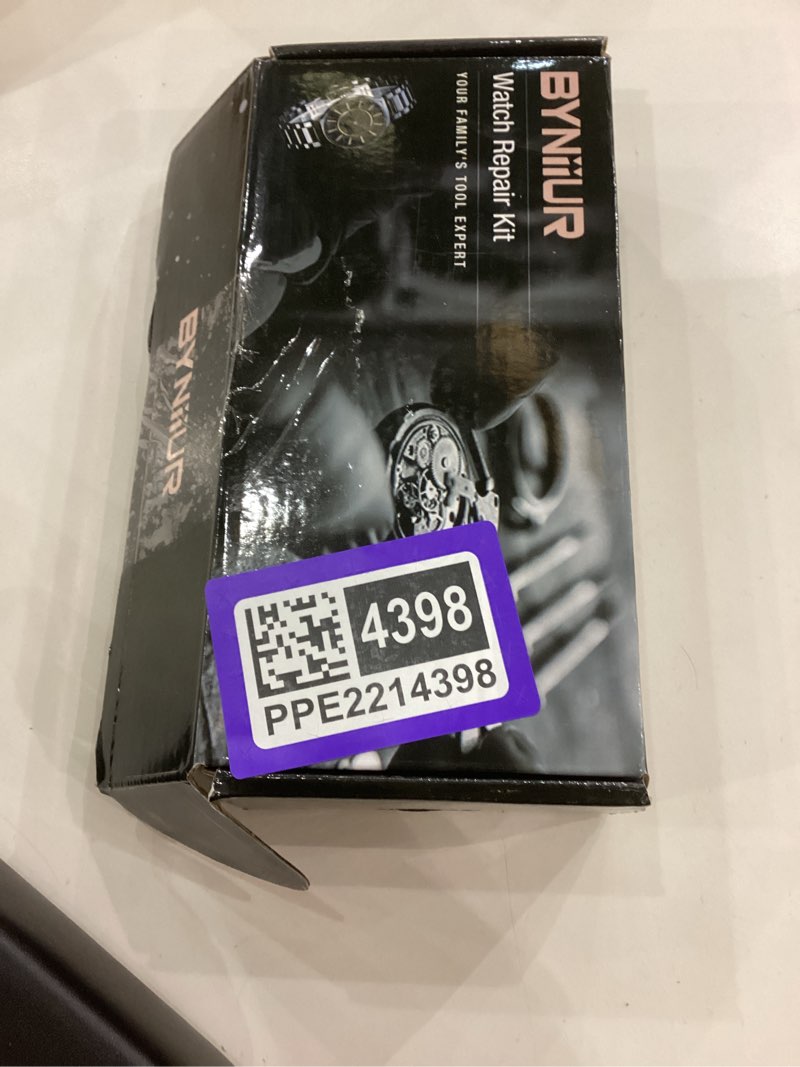 BYNiiUR
Watch Repair Kit
YOUR FAMILY'S TOOL EXPERT
BYNiiUR
4398
PPE2214398